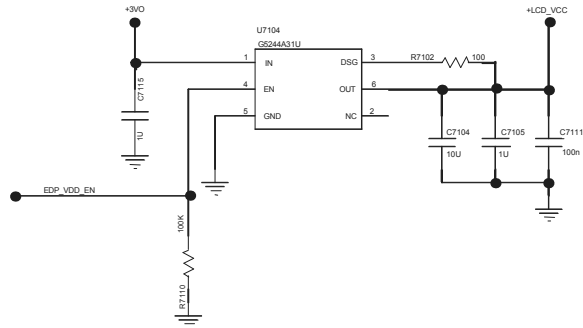 +3VO
+LCD_VCC
U7104
G5244A31U
1 IN
DSG 3
R7102 100
4 EN
OUT 6
5 GND
NC 2
C7115
1U
C7104
10U
C7105
1U
C7111
100n
EDP_VDD_EN
100K
R7110